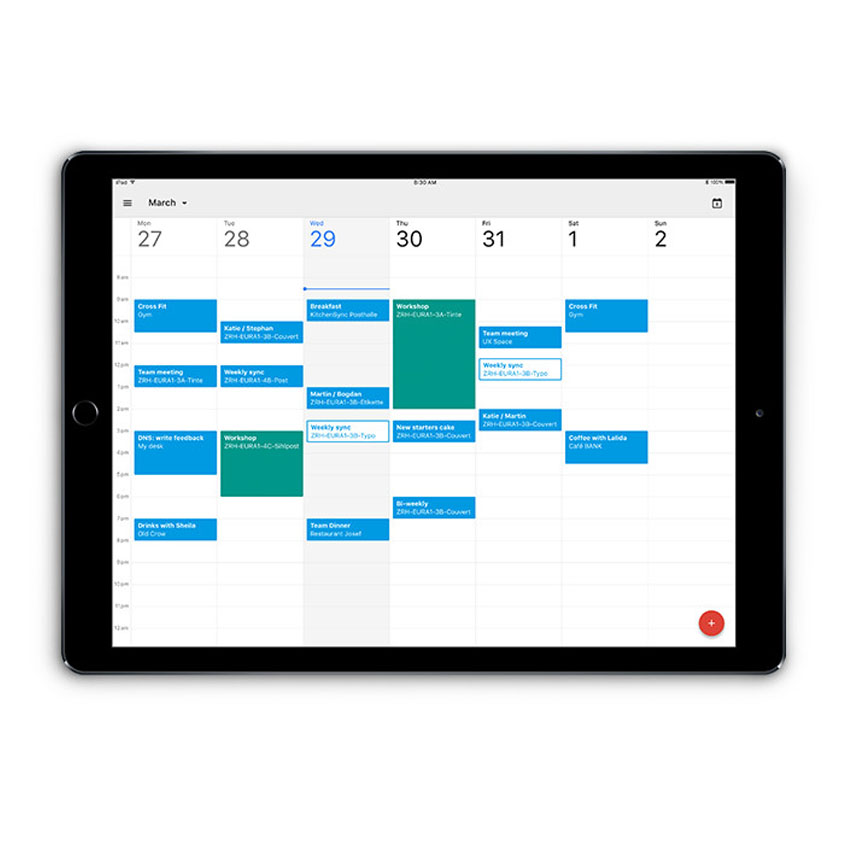 iPad
8:30 AM
100%
March
Mon
27
Tue
28
Wed
29
Thu
30
Fri
31
Sat
1
Sun
2
8 am
9 am
10 am
11 am
12 pm
1 pm
2 pm
3 pm
4 pm
5 pm
6 pm
7 pm
8 pm
9 pm
10 pm
11 pm
12 am
Cross Fit
Gym
Team meeting
ZRH-EURA1-3A-Tinte
DNS: write feedback
My desk
Drinks with Sheila
Old Crow
Katie / Stephan
ZRH-EURA1-3B-Couvert
Weekly sync
ZRH-EURA1-4B-Post
Workshop
ZRH-EURA1-4C-Sihlpost
Breakfast
KitchenSync Posthalle
Martin / Bogdan
ZRH-EURA1-3B-Etikette
Weekly sync
ZRH-EURA1-3B-Typo
Team Dinner
Restaurant Josef
Workshop
ZRH-EURA1-3A-Tinte
New starters cake
ZRH-EURA1-3B-Couvert
Bi-weekly
ZRH-EURA1-3B-Couvert
Team meeting
UX Space
Weekly sync
ZRH-EURA1-3B-Typo
Katie / Martin
ZRH-EURA1-3B-Couvert
Cross Fit
Gym
Coffee with Lalida
Café BANK
+